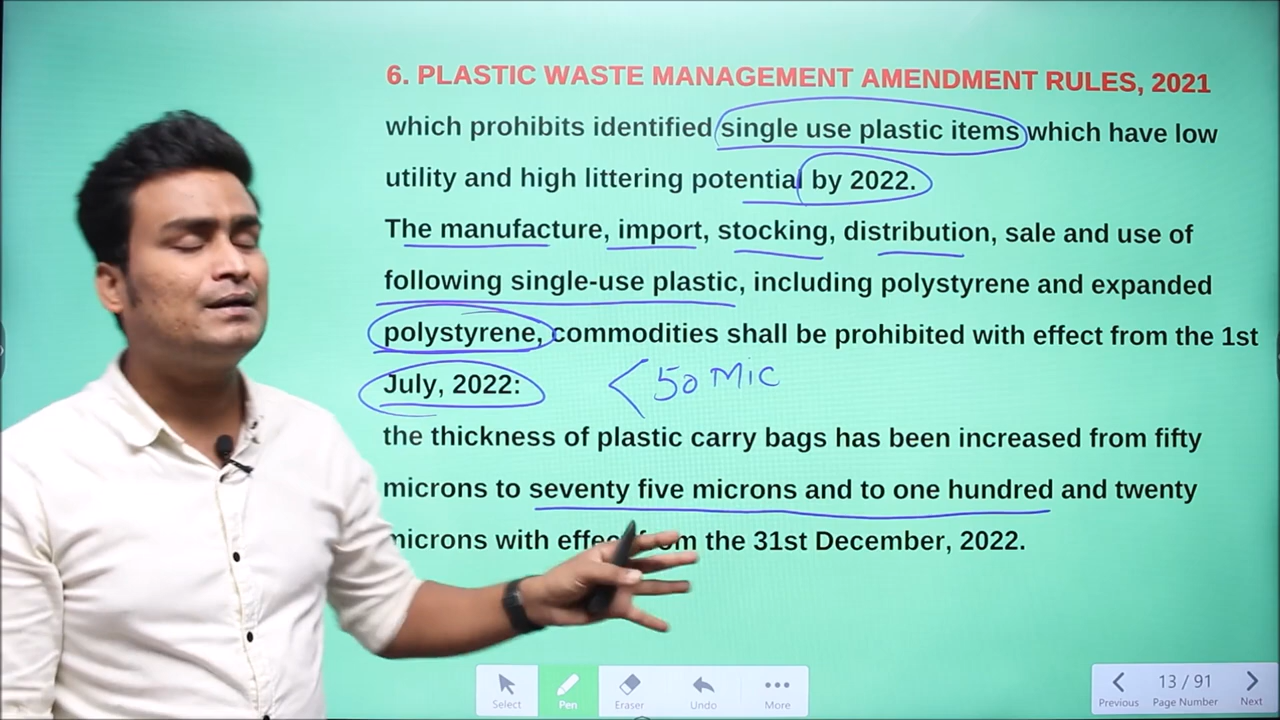 6. PLASTIC WASTE MANAGEMENT AMENDMENT RULES, 2021
which prohibits identified single use plastic items which have low
utility and high littering potential by 2022.
The manufacture, import, stocking, distribution, sale and use of
following single-use plastic, including polystyrene and expanded
polystyrene, commodities shall be prohibited with effect from the 1st
July, 2022:
<50 Mic
the thickness of plastic carry bags has been increased from fifty
microns to seventy five microns and to one hundred and twenty
microns with effect from the 31st December, 2022.
Select Pen Eraser Undo More
Previous 13 / 91 Page Number Next